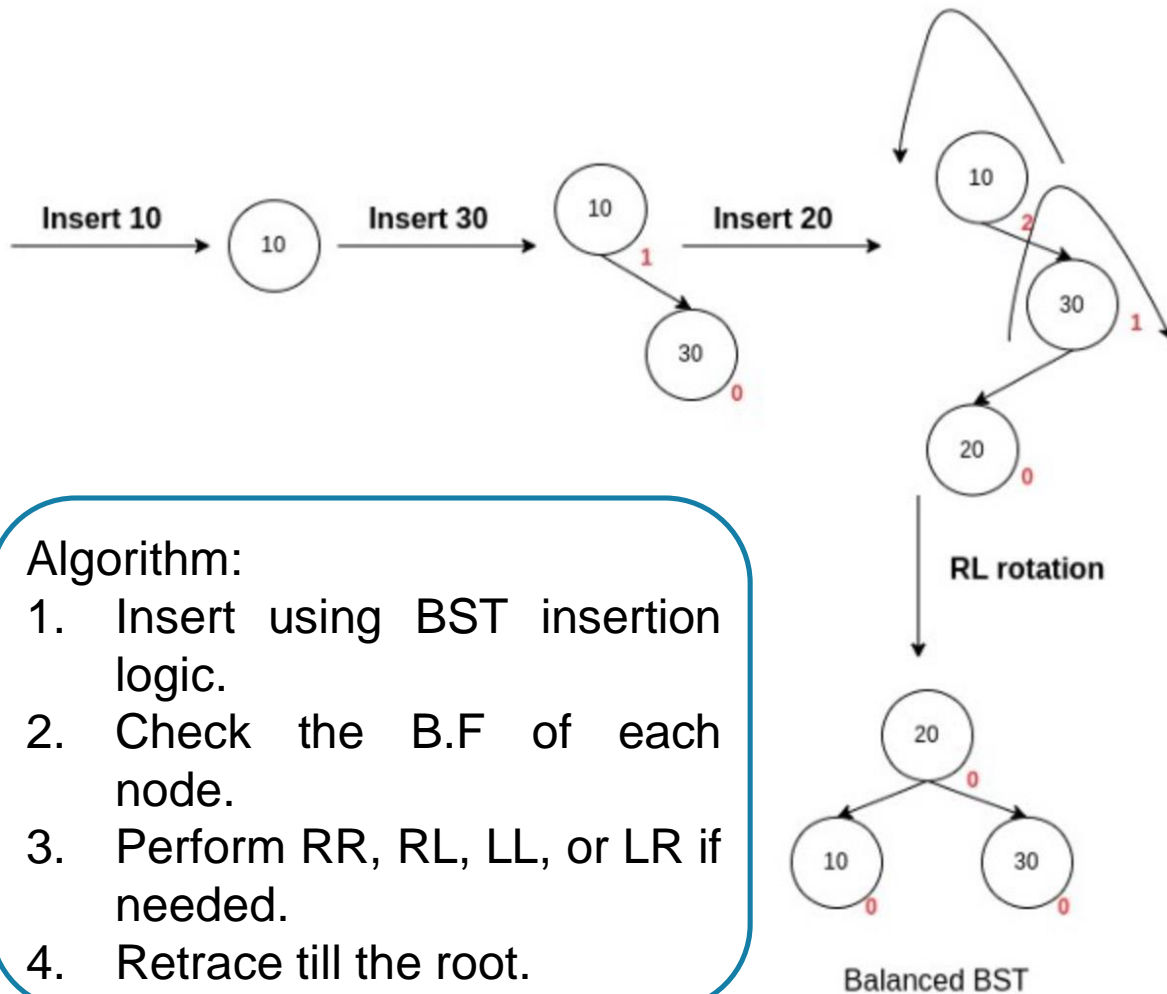 Insert 10
10
Insert 30
10
1
30
0
Insert 20
10
2
30
1
20
0
RL rotation
20
0
10
0
30
0
Balanced BST
Algorithm:
1. Insert using BST insertion
logic.
2. Check the B.F of each
node.
3. Perform RR, RL, LL, or LR if
needed.
4. Retrace till the root.